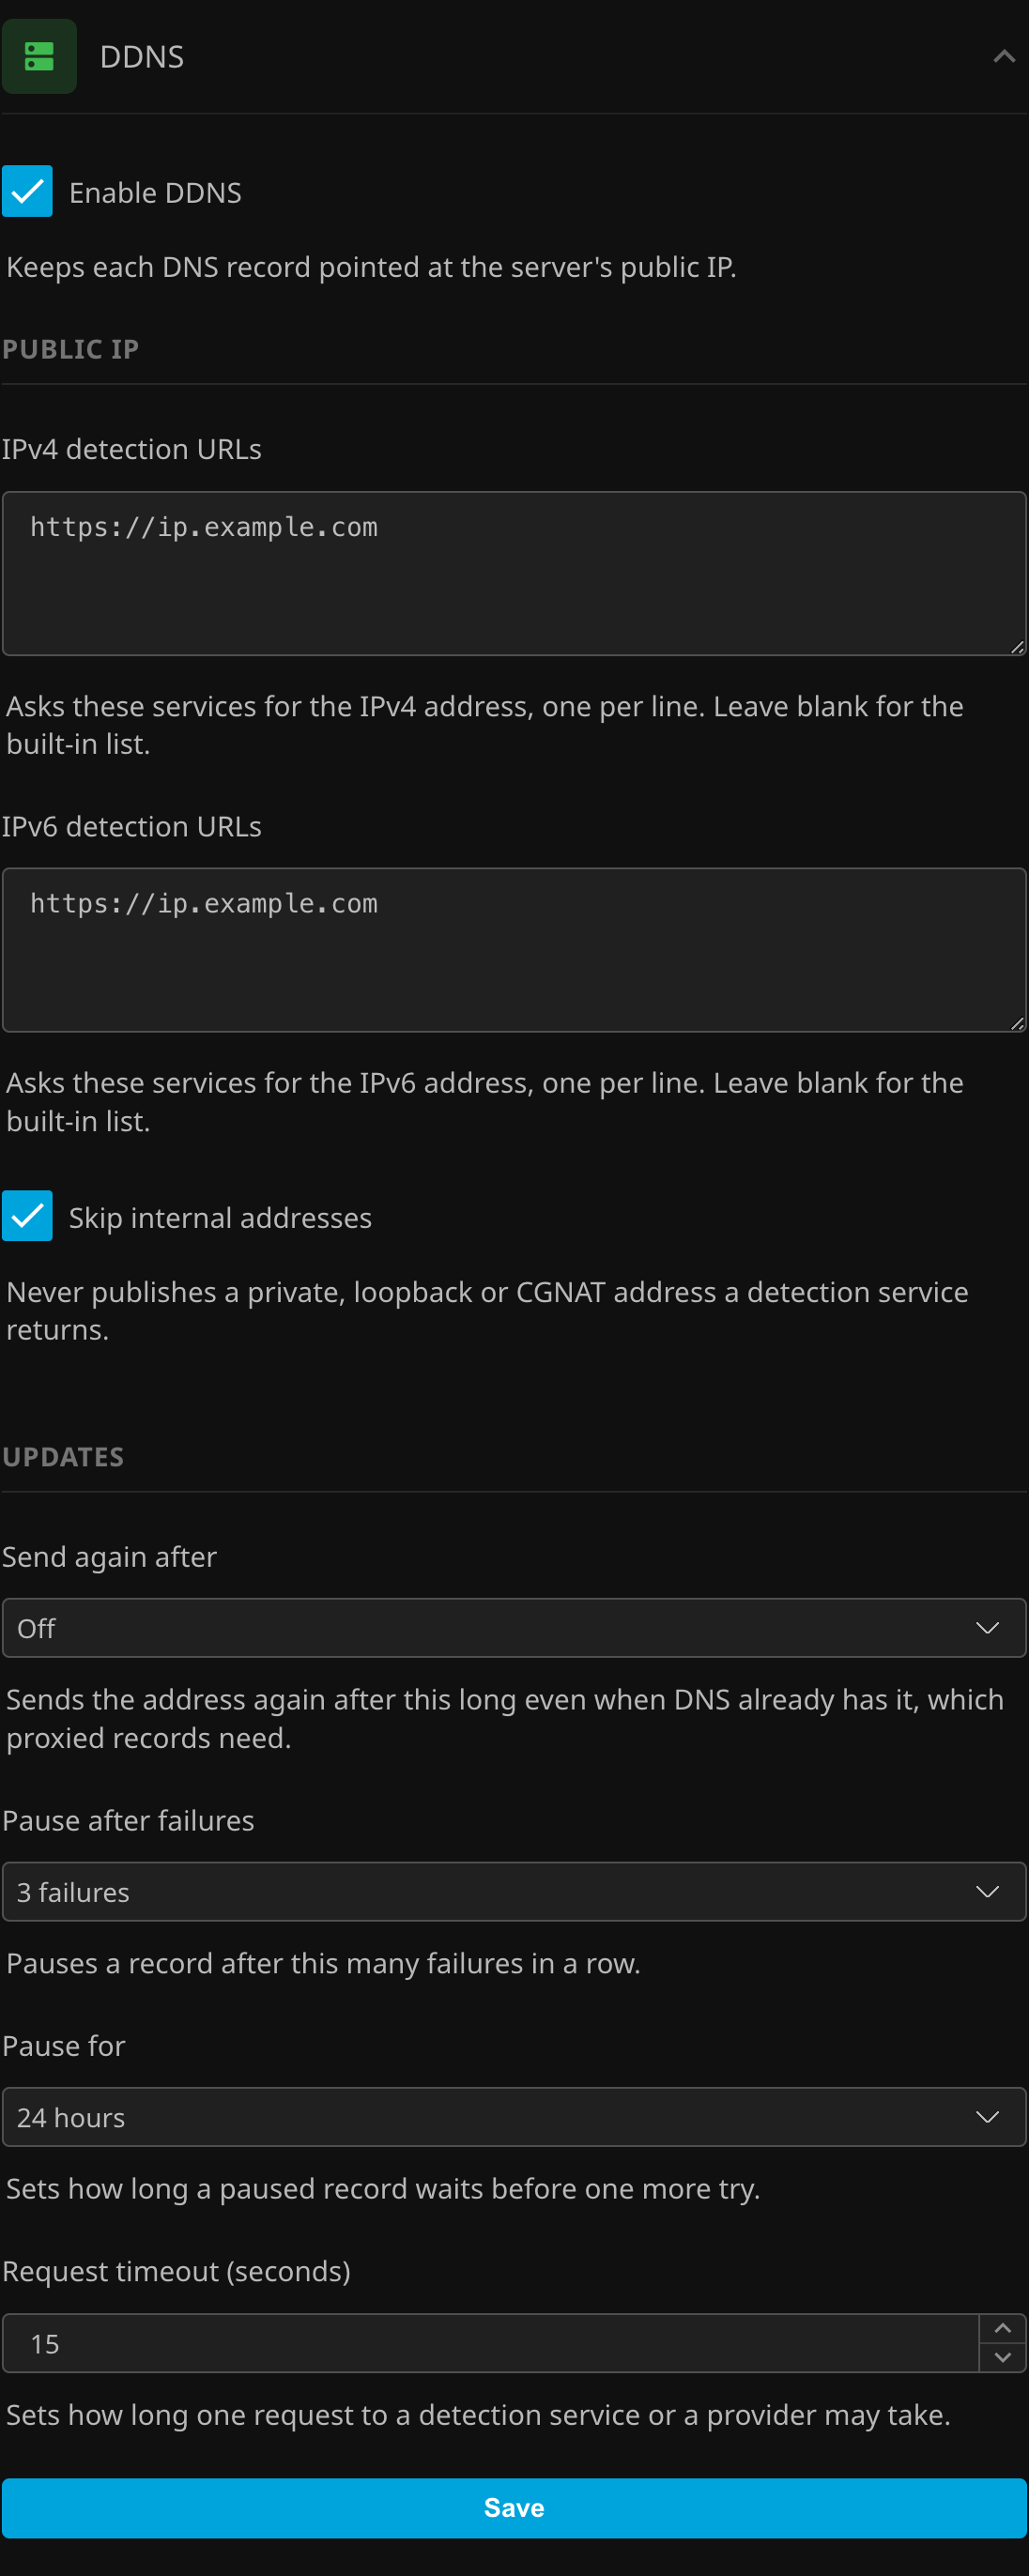 DDNS
Enable DDNS
Keeps each DNS record pointed at the server's public IP.
PUBLIC IP
IPv4 detection URLs
https://ip.example.com
Asks these services for the IPv4 address, one per line. Leave blank for the
built-in list.
IPv6 detection URLs
https://ip.example.com
Asks these services for the IPv6 address, one per line. Leave blank for the
built-in list.
Skip internal addresses
Never publishes a private, loopback or CGNAT address a detection service
returns.
UPDATES
Send again after
Off
Sends the address again after this long even when DNS already has it, which
proxied records need.
Pause after failures
3 failures
Pauses a record after this many failures in a row.
Pause for
24 hours
Sets how long a paused record waits before one more try.
Request timeout (seconds)
15
Sets how long one request to a detection service or a provider may take.
Save